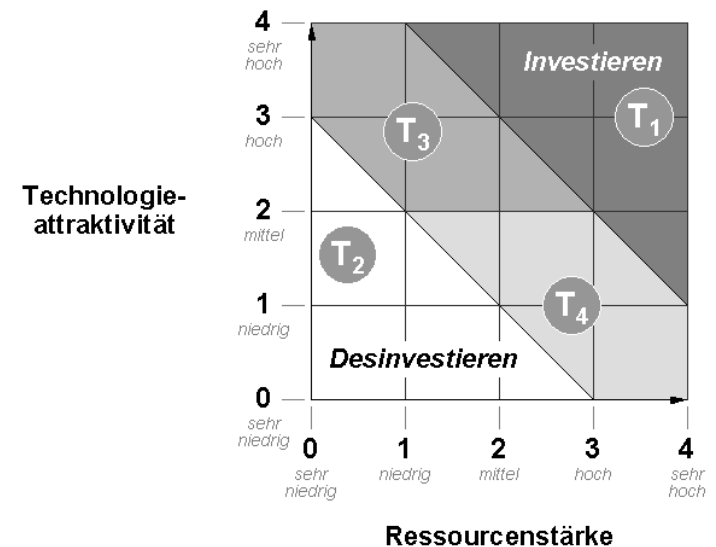 4
sehr
hoch
Investieren
3
hoch
T1
T3
Technologie-
attraktivität
2
mittel
T2
1
niedrig
T4
Desinvestieren
0
sehr
niedrig
0 1 2 3 4
sehr niedrig mittel hoch sehr
niedrig hoch
Ressourcenstärke